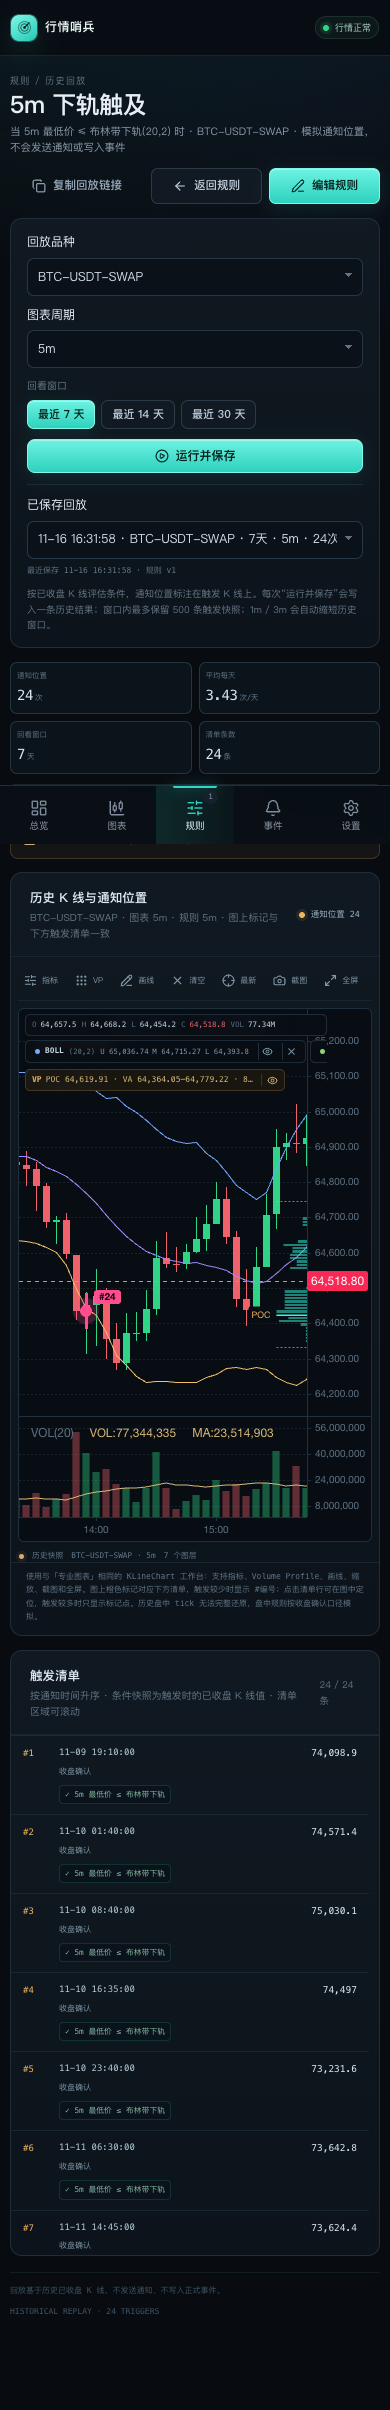 行情哨兵
行情正常
规则 / 历史回放
5m 下轨触及
当 5m 最低价 ≤ 布林带下轨(20,2) 时 · BTC-USDT-SWAP · 模拟通知位置,
不会发送通知或写入事件
复制回放链接
返回规则
编辑规则
回放品种
BTC-USDT-SWAP
图表周期
5m
回看窗口
最近 7 天
最近 14 天
最近 30 天
运行并保存
已保存回放
11-16 16:31:58 · BTC-USDT-SWAP · 7天 · 5m · 24次
最近保存 11-16 16:31:58 · 规则 v1
按已收盘 K 线评估条件，通知位置标注在触发 K 线上。每次“运行并保存”会写
入一条历史结果；窗口内最多保留 500 条触发快照；1m / 3m 会自动缩短历史
窗口。
通知位置
24 次
平均每天
3.43 次/天
回看窗口
7 天
清单条数
24 条
总览
图表
1
规则
事件
设置
历史 K 线与通知位置
BTC-USDT-SWAP · 图表 5m · 规则 5m · 图上标记与
下方触发清单一致
通知位置 24
指标
VP
画线
清空
最新
截图
全屏
O 64,657.5 H 64,668.2 L 64,454.2 C 64,518.8 VOL 77.34M
BOLL (20,2) U 65,036.74 M 64,715.27 L 64,393.8
VP POC 64,619.91 · VA 64,364.05–64,779.22 · 8…
65,200.00
65,100.00
65,000.00
64,900.00
64,800.00
64,700.00
64,600.00
64,518.80
64,400.00
64,300.00
64,200.00
#24
POC
VOL(20)
VOL:77,344,335
MA:23,514,903
56,000,000
40,000,000
24,000,000
8,000,000
14:00
15:00
历史快照 BTC-USDT-SWAP · 5m 7 个图层
使用与「专业图表」相同的 KLineChart 工作台：支持指标、Volume Profile、画线、缩
放、截图和全屏。图上橙色标记对应下方清单，触发较少时显示 #编号；点击清单行可在图中定
位，触发较多时只显示标记点。历史盘中 tick 无法完整还原，盘中规则按收盘确认口径模
拟。
触发清单
按通知时间升序 · 条件快照为触发时的已收盘 K 线值 · 清单
区域可滚动
24 / 24
条
#1
11-09 19:10:00
74,098.9
收盘确认
✓ 5m 最低价 ≤ 布林带下轨
#2
11-10 01:40:00
74,571.4
收盘确认
✓ 5m 最低价 ≤ 布林带下轨
#3
11-10 08:40:00
75,030.1
收盘确认
✓ 5m 最低价 ≤ 布林带下轨
#4
11-10 16:35:00
74,497
收盘确认
✓ 5m 最低价 ≤ 布林带下轨
#5
11-10 23:40:00
73,231.6
收盘确认
✓ 5m 最低价 ≤ 布林带下轨
#6
11-11 06:30:00
73,642.8
收盘确认
✓ 5m 最低价 ≤ 布林带下轨
#7
11-11 14:45:00
73,624.4
收盘确认
回放基于历史已收盘 K 线，不发送通知、不写入正式事件。
HISTORICAL REPLAY · 24 TRIGGERS